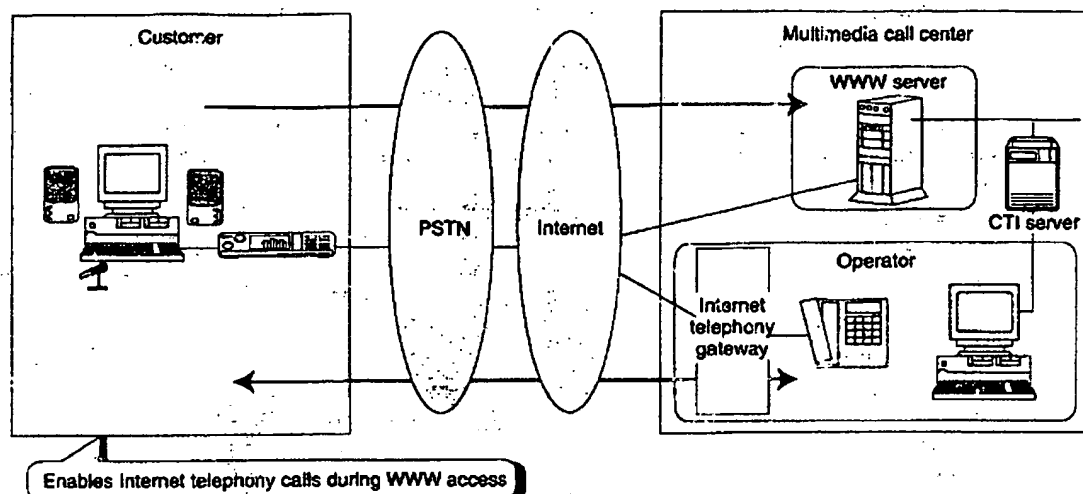 Customer
Multimedia call center
WWW server
PSTN
Internet
CTI server
Operator
Internet
telephony
gateway
Enables Internet telephony calls during WWW access